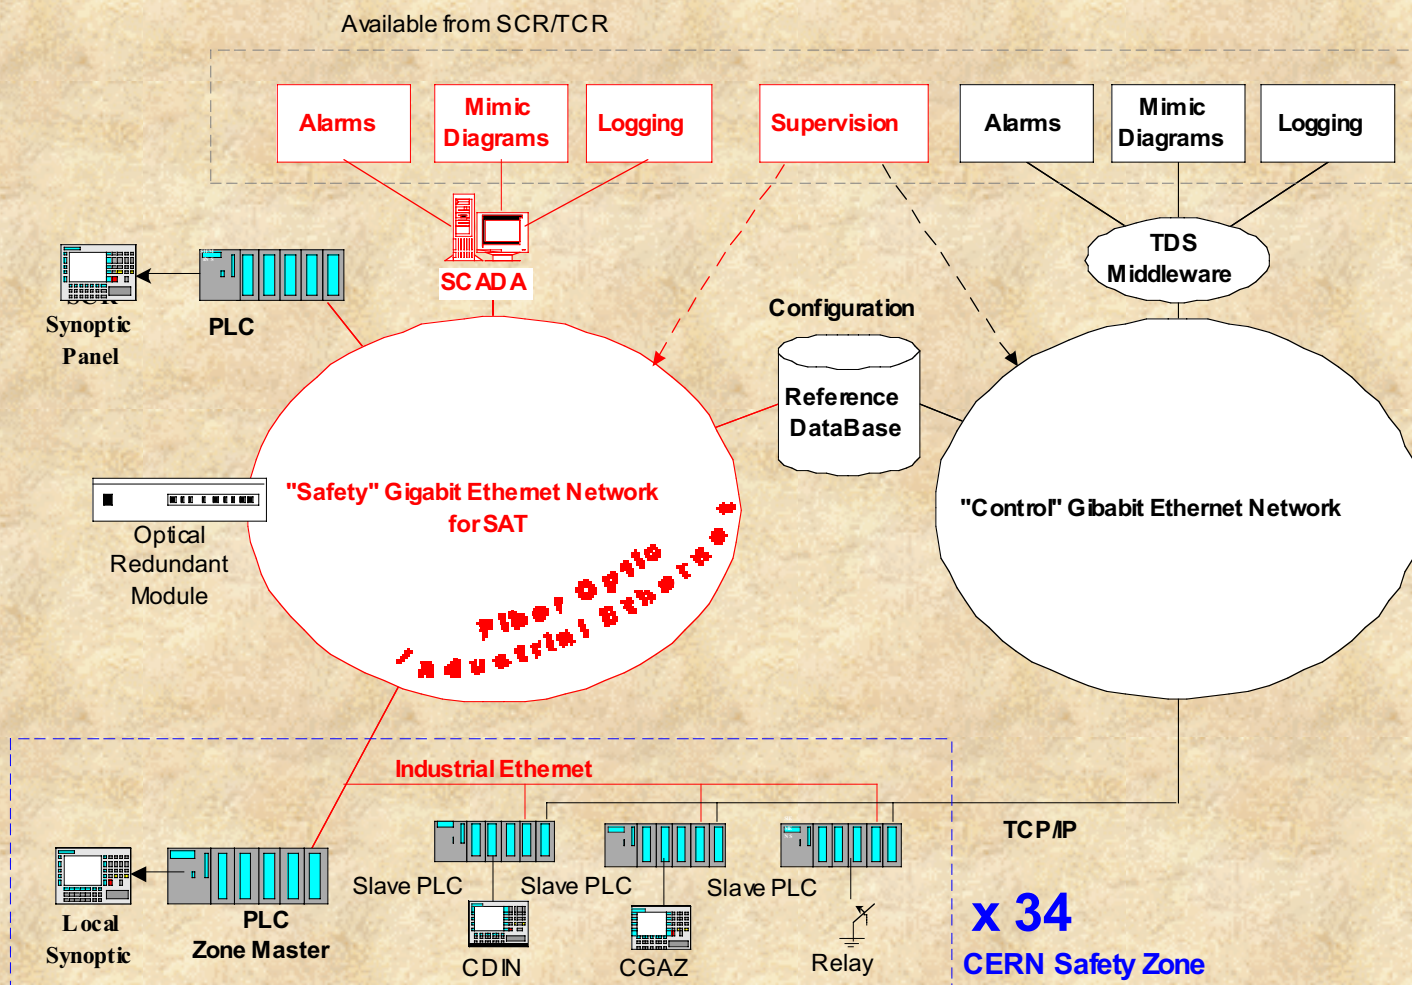 Available from SCR/TCR
Alarms
Mimic
Diagrams
Logging
Supervision
Alarms
Mimic
Diagrams
Logging
SCADA
TDS
Middleware
SCR
Synoptic
Panel
PLC
Configuration
Reference
DataBase
"Safety" Gigabit Ethernet Network
for SAT
"Control" Gibabit Ethernet Network
Optical
Redundant
Module
Fiber Optic
Industrial Ethernet
Industrial Ethernet
TCP/IP
Slave PLC
Slave PLC
Slave PLC
Local
Synoptic
PLC
Zone Master
CDIN
CGAZ
Relay
x 34
CERN Safety Zone